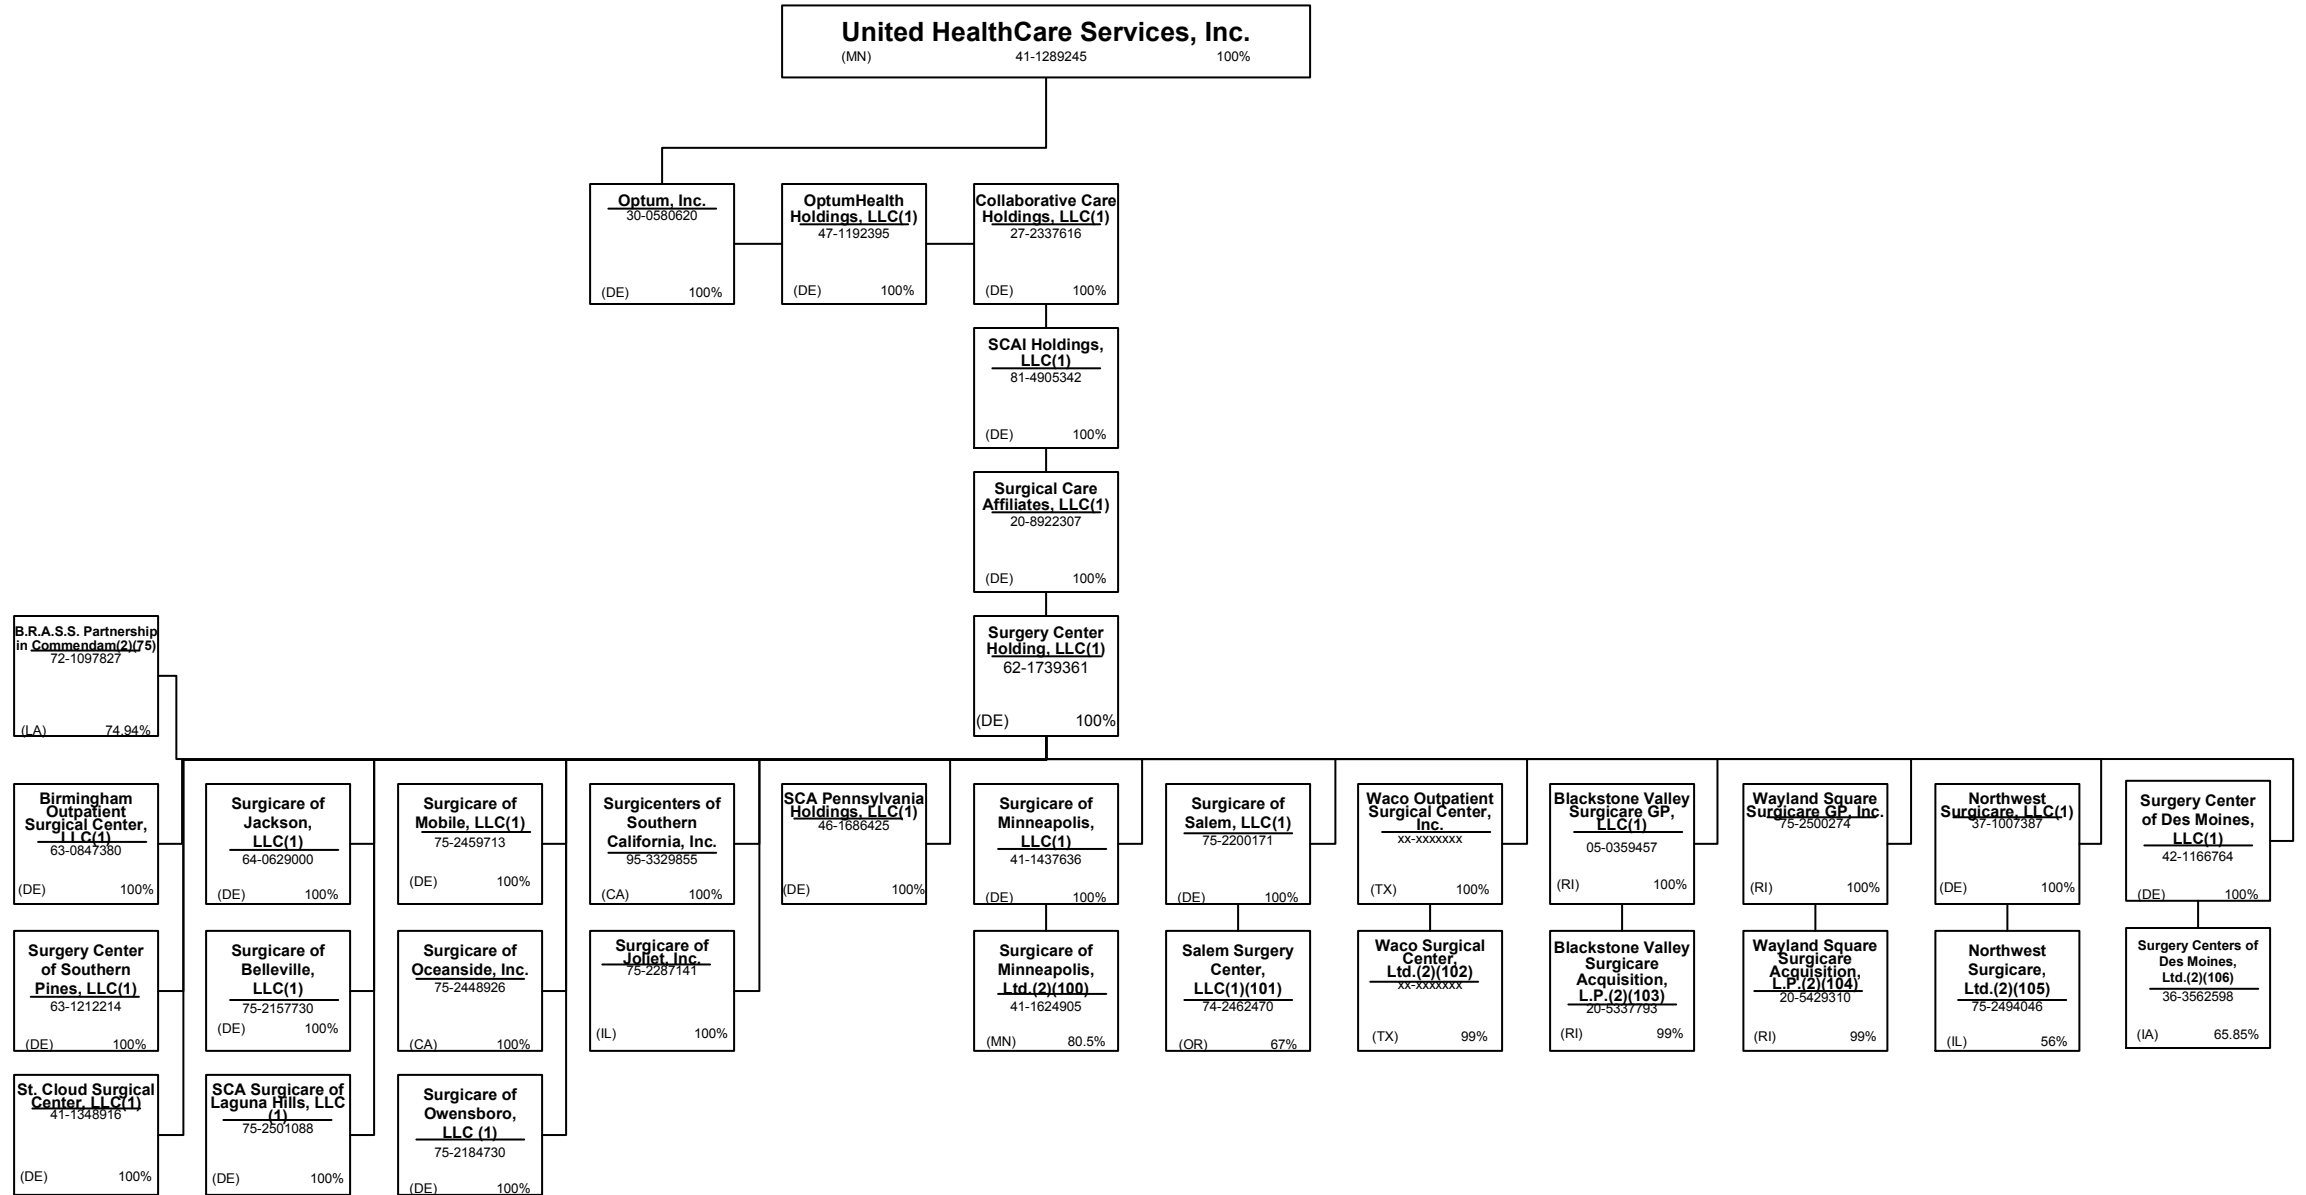 United HealthCare Services, Inc.
(MN) 41-1289245 100%
Optum, Inc.
30-0580620
(DE) 100%
OptumHealth
Holdings, LLC(1)
47-1192395
(DE) 100%
Collaborative Care
Holdings, LLC(1)
27-2337616
(DE) 100%
SCAI Holdings,
LLC(1)
81-4905342
(DE) 100%
Surgical Care
Affiliates, LLC(1)
20-8922307
(DE) 100%
Surgery Center
Holding, LLC(1)
62-1739361
(DE) 100%
B.R.A.S.S. Partnership
in Commendam(2)(75)
72-1097827
(LA) 74.94%
Birmingham
Outpatient
Surgical Center,
LLC(1)
63-0847380
(DE) 100%
Surgicare of
Jackson,
LLC(1)
64-0629000
(DE) 100%
Surgicare of
Mobile, LLC(1)
75-2459713
(DE) 100%
Surgicenters of
Southern
California, Inc.
95-3329855
(CA) 100%
SCA Pennsylvania
Holdings, LLC(1)
46-1686425
(DE) 100%
Surgicare of
Minneapolis,
LLC(1)
41-1437636
(DE) 100%
Surgicare of
Salem, LLC(1)
75-2200171
(DE) 100%
Waco Outpatient
Surgical Center,
Inc.
xx-xxxxxxx
(TX) 100%
Blackstone Valley
Surgicare GP,
LLC(1)
05-0359457
(RI) 100%
Wayland Square
Surgicare GP, Inc.
75-2500274
(RI) 100%
Northwest
Surgicare, LLC(1)
37-1007387
(DE) 100%
Surgery Center
of Des Moines,
LLC(1)
42-1166764
(DE) 100%
Surgery Center
of Southern
Pines, LLC(1)
63-1212214
(DE) 100%
Surgicare of
Belleville,
LLC(1)
75-2157730
(DE) 100%
Surgicare of
Oceanside, Inc.
75-2448926
(CA) 100%
Surgicare of
Joliet, Inc.
75-2287141
(IL) 100%
Surgicare of
Minneapolis,
Ltd.(2)(100)
41-1624905
(MN) 80.5%
Salem Surgery
Center,
LLC(1)(101)
74-2462470
(OR) 67%
Waco Surgical
Center,
Ltd.(2)(102)
xx-xxxxxxx
(TX) 99%
Blackstone Valley
Surgicare
Acquisition,
L.P.(2)(103)
20-5337793
(RI) 99%
Wayland Square
Surgicare
Acquisition,
L.P.(2)(104)
20-5429310
(RI) 99%
Northwest
Surgicare,
Ltd.(2)(105)
75-2494046
(IL) 56%
Surgery Centers of
Des Moines,
Ltd.(2)(106)
36-3562598
(IA) 65.85%
St. Cloud Surgical
Center, LLC(1)
41-1348916
(DE) 100%
SCA Surgicare of
Laguna Hills, LLC
(1)
75-2501088
(DE) 100%
Surgicare of
Owensboro,
LLC (1)
75-2184730
(DE) 100%